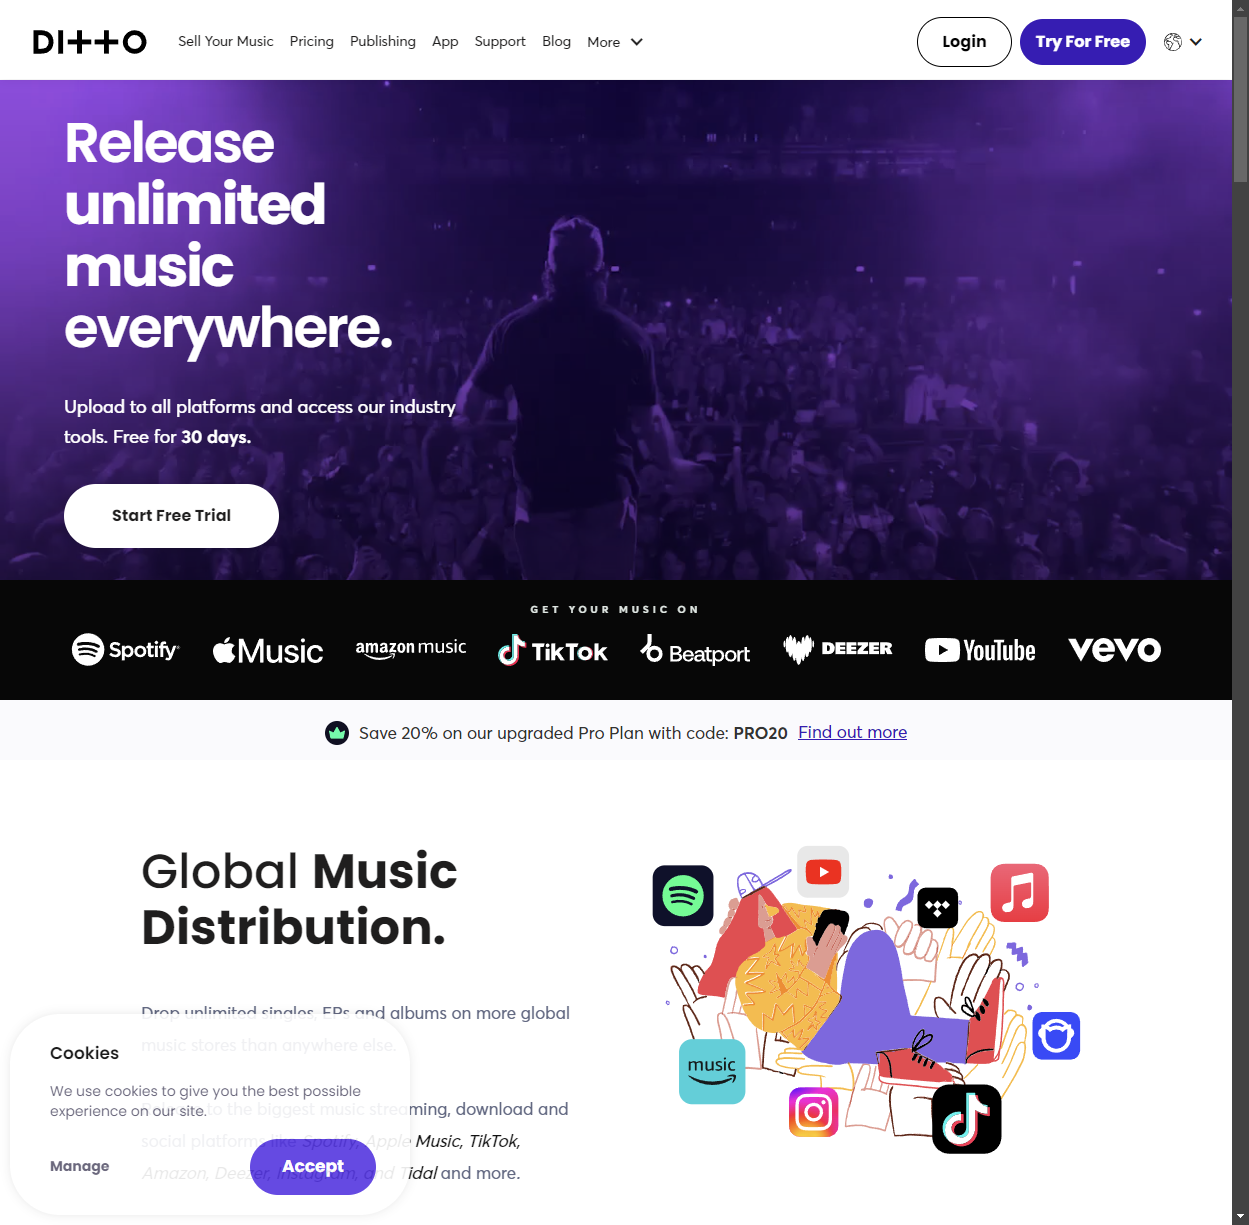 DITTO
Sell Your Music Pricing Publishing App Support Blog More
Login
Try For Free
Release
unlimited
music
everywhere.
Upload to all platforms and access our industry
tools. Free for 30 days.
Start Free Trial
GET YOUR MUSIC ON
Spotify
Music
amazon music
TikTok
Beatport
DEEZER
YouTube
vevo
Save 20% on our upgraded Pro Plan with code: PRO20 Find out more
Global Music
Distribution.
Drop unlimited singles, EPs and albums on more global
music stores than anywhere else.
to the biggest music streaming, download and
social platforms like Spotify, Apple Music, TikTok,
Amazon, Deezer, Instagram, and Tidal and more.
music
Cookies
We use cookies to give you the best possible
experience on our site.
Manage
Accept